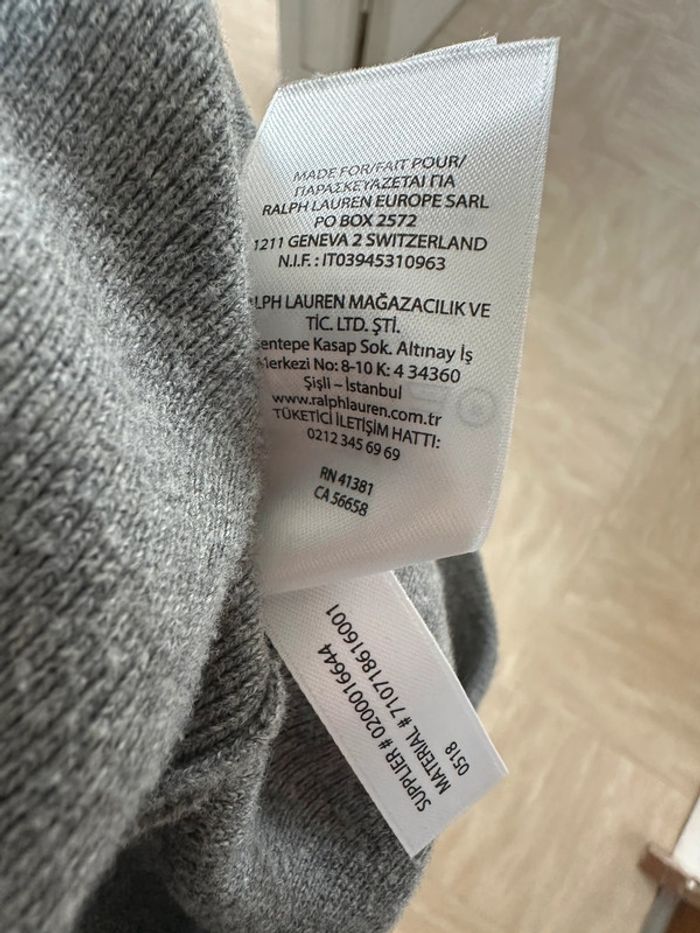 MADE FOR/FAIT POUR/
ΠΑΡΑΣΚΕΥΑΖΕΤΑΙ ΓΙΑ
RALPH LAUREN EUROPE SARL
PO BOX 2572
1211 GENEVA 2 SWITZERLAND
N.I.F. : IT03945310963
LPH LAUREN MAĞAZACILIK VE
TİC. LTD. ŞTİ.
entepe Kasap Sok. Altınay İş
Merkezi No: 8-10 K: 4 34360
Şişli – İstanbul
www.ralphlauren.com.tr
TÜKETİCİ İLETİŞİM HATTI:
0212 345 69 69
RN 41381
CA 56658
SUPPLIER # 0200016644
MATERIAL # 710718616001
0518